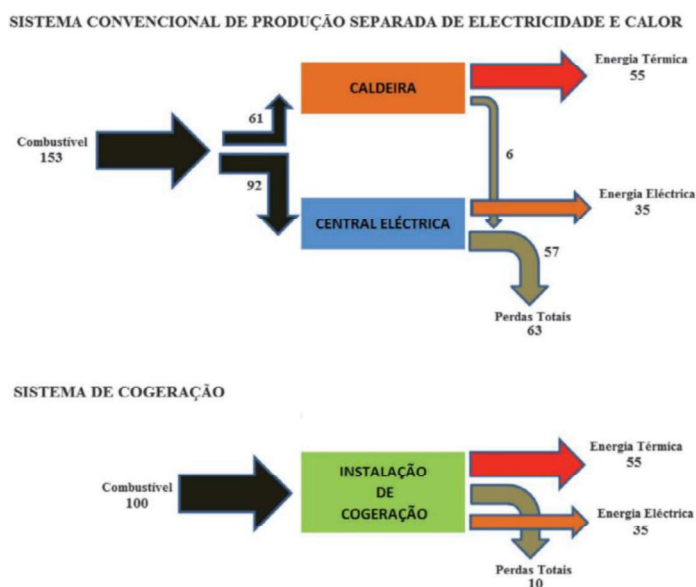 SISTEMA CONVENCIONAL DE PRODUÇÃO SEPARADA DE ELECTRICIDADE E CALOR
Energia Térmica
55
CALDEIRA
61
Combustível
153
6
92
Energia Eléctrica
35
CENTRAL ELÉCTRICA
57
Perdas Totais
63
SISTEMA DE COGERAÇÃO
Energia Térmica
55
INSTALAÇÃO
DE
COGERAÇÃO
Combustível
100
Energia Eléctrica
35
Perdas Totais
10